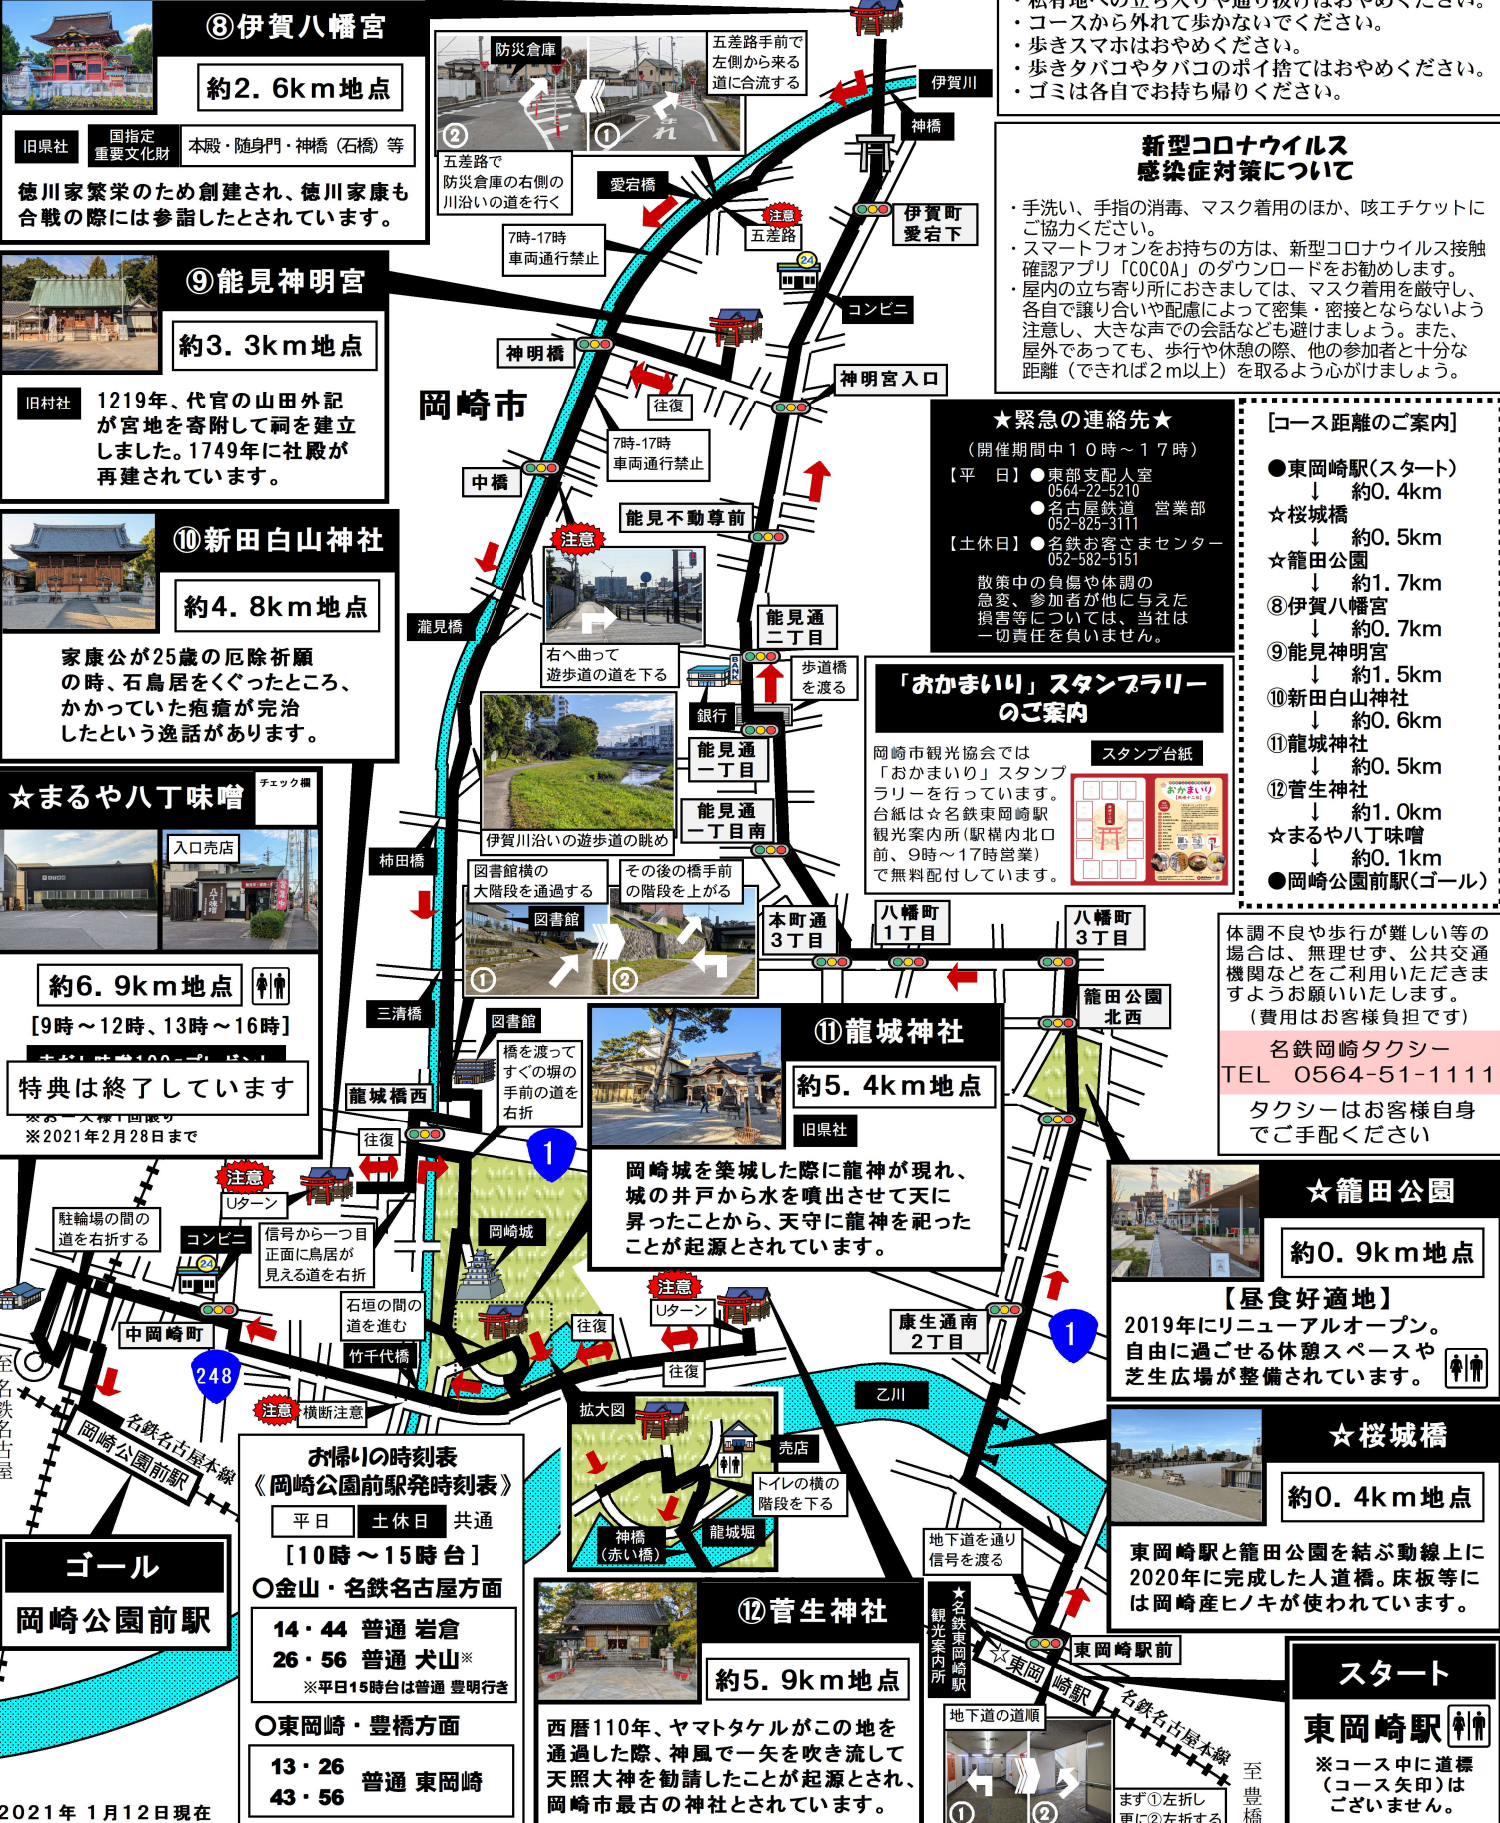 ⑧伊賀八幡宮
約2.6km地点
旧県社
国指定
重要文化財
本殿・随身門・神橋（石橋）等
徳川家繁栄のため創建され、徳川家康も
合戦の際には参詣したとされています。
⑨能見神明宮
約3.3km地点
旧村社
1219年、代官の山田外記
が宮地を寄附して祠を建立
しました。1749年に社殿が
再建されています。
⑩新田白山神社
約4.8km地点
家康公が25歳の厄除祈願
の時、石鳥居をくぐったところ、
かかっていた疱瘡が完治
したという逸話があります。
☆まるや八丁味噌
チェック欄
入口売店
約6.9km地点
[9時～12時、13時～16時]
特典は終了しています
※お一人様1回限り
※2021年2月28日まで
防災倉庫
五差路手前で
左側から来る
道に合流する
②
①
五差路で
防災倉庫の右側の
川沿いの道を行く
愛宕橋
注意
五差路
7時-17時
車両通行禁止
伊賀川
神橋
伊賀町
愛宕下
24
コンビニ
神明橋
神明宮入口
往復
岡崎市
7時-17時
車両通行禁止
中橋
注意
能見不動尊前
右へ曲って
遊歩道の道を下る
瀧見橋
能見通
二丁目
BANK
銀行
歩道橋
を渡る
能見通
一丁目
能見通
一丁目南
伊賀川沿いの遊歩道の眺め
柿田橋
図書館横の
大階段を通過する
その後の橋手前
の階段を上がる
図書館
①
②
本町通
3丁目
八幡町
1丁目
八幡町
3丁目
籠田公園
北西
三清橋
図書館
橋を渡って
すぐの塀の
手前の道を
右折
龍城橋西
往復
1
注意
Uターン
信号から一つ目
正面に鳥居が
見える道を右折
駐輪場の間の
道を右折する
コンビニ
24
中岡崎町
248
岡崎城
石垣の間の
道を進む
竹千代橋
注意
横断注意
往復
注意
Uターン
往復
康生通南
2丁目
1
乙川
至名鉄名古屋
岡崎公園前駅
名鉄名古屋本線
ゴール
岡崎公園前駅
2021年1月12日現在
お帰りの時刻表
《岡崎公園前駅発時刻表》
平日
土休日
共通
[10時～15時台]
○金山・名鉄名古屋方面
14・44 普通 岩倉
26・56 普通 犬山※
※平日15時台は普通 豊明行き
○東岡崎・豊橋方面
13・26
43・56
普通 東岡崎
拡大図
売店
トイレの横の
階段を下る
神橋
（赤い橋）
龍城堀
⑪龍城神社
約5.4km地点
旧県社
岡崎城を築城した際に龍神が現れ、
城の井戸から水を噴出させて天に
昇ったことから、天守に龍神を祀った
ことが起源とされています。
⑫菅生神社
約5.9km地点
西暦110年、ヤマトタケルがこの地を
通過した際、神風で一矢を吹き流して
天照大神を勧請したことが起源とされ、
岡崎市最古の神社とされています。
地下道を通り
信号を渡る
★名鉄東岡崎駅
観光案内所
☆東岡崎駅
東岡崎駅前
名鉄名古屋本線
至豊橋
地下道の道順
①
②
まず①左折し
更に②左折する
スタート
東岡崎駅
※コース中に道標
（コース矢印）は
ございません。
☆桜城橋
約0.4km地点
東岡崎駅と籠田公園を結ぶ動線上に
2020年に完成した人道橋。床板等に
は岡崎産ヒノキが使われています。
☆籠田公園
約0.9km地点
【昼食好適地】
2019年にリニューアルオープン。
自由に過ごせる休憩スペースや
芝生広場が整備されています。
・私有地への立ち入りや通り抜けはおやめください。
・コースから外れて歩かないでください。
・歩きスマホはおやめください。
・歩きタバコやタバコのポイ捨てはおやめください。
・ゴミは各自でお持ち帰りください。
新型コロナウイルス
感染症対策について
・手洗い、手指の消毒、マスク着用のほか、咳エチケットに
ご協力ください。
・スマートフォンをお持ちの方は、新型コロナウイルス接触
確認アプリ「COCOA」のダウンロードをお勧めします。
・屋内の立ち寄り所におきましては、マスク着用を厳守し、
各自で譲り合いや配慮によって密集・密接とならないよう
注意し、大きな声での会話なども避けましょう。また、
屋外であっても、歩行や休憩の際、他の参加者と十分な
距離（できれば2m以上）を取るよう心がけましょう。
★緊急の連絡先★
（開催期間中10時～17時）
【平　日】●東部支配人室
0564-22-5210
●名古屋鉄道　営業部
052-825-3111
【土休日】●名鉄お客さまセンター
052-582-5151
散策中の負傷や体調の
急変、参加者が他に与えた
損害等については、当社は
一切責任を負いません。
[コース距離のご案内]
●東岡崎駅(スタート)
↓　約0.4km
☆桜城橋
↓　約0.5km
☆籠田公園
↓　約1.7km
⑧伊賀八幡宮
↓　約0.7km
⑨能見神明宮
↓　約1.5km
⑩新田白山神社
↓　約0.6km
⑪龍城神社
↓　約0.5km
⑫菅生神社
↓　約1.0km
☆まるや八丁味噌
↓　約0.1km
●岡崎公園前駅(ゴール)
「おかまいり」スタンプラリー
のご案内
岡崎市観光協会では
「おかまいり」スタンプ
ラリーを行っています。
台紙は☆名鉄東岡崎駅
観光案内所(駅構内北口
前、9時～17時営業)
で無料配付しています。
スタンプ台紙
おかまいり
体調不良や歩行が難しい等の
場合は、無理せず、公共交通
機関などをご利用いただきま
すようお願いいたします。
（費用はお客様負担です）
名鉄岡崎タクシー
TEL　0564-51-1111
タクシーはお客様自身
でご手配ください